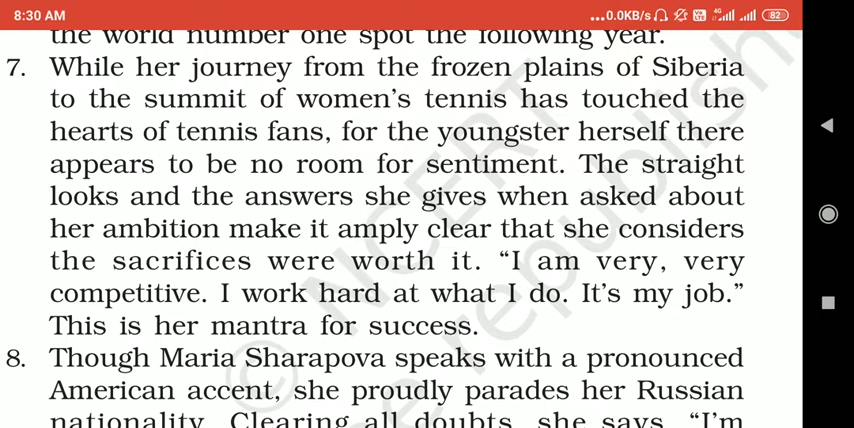 8:30 AM
...0.0KB/s 4G 82
the world number one spot the following year.
7. While her journey from the frozen plains of Siberia
to the summit of women's tennis has touched the
hearts of tennis fans, for the youngster herself there
appears to be no room for sentiment. The straight
looks and the answers she gives when asked about
her ambition make it amply clear that she considers
the sacrifices were worth it. “I am very, very
competitive. I work hard at what I do. It's my job.”
This is her mantra for success.
8. Though Maria Sharapova speaks with a pronounced
American accent, she proudly parades her Russian
nationality. Clearing all doubts, she says, “I'm
© NCERT
be republish